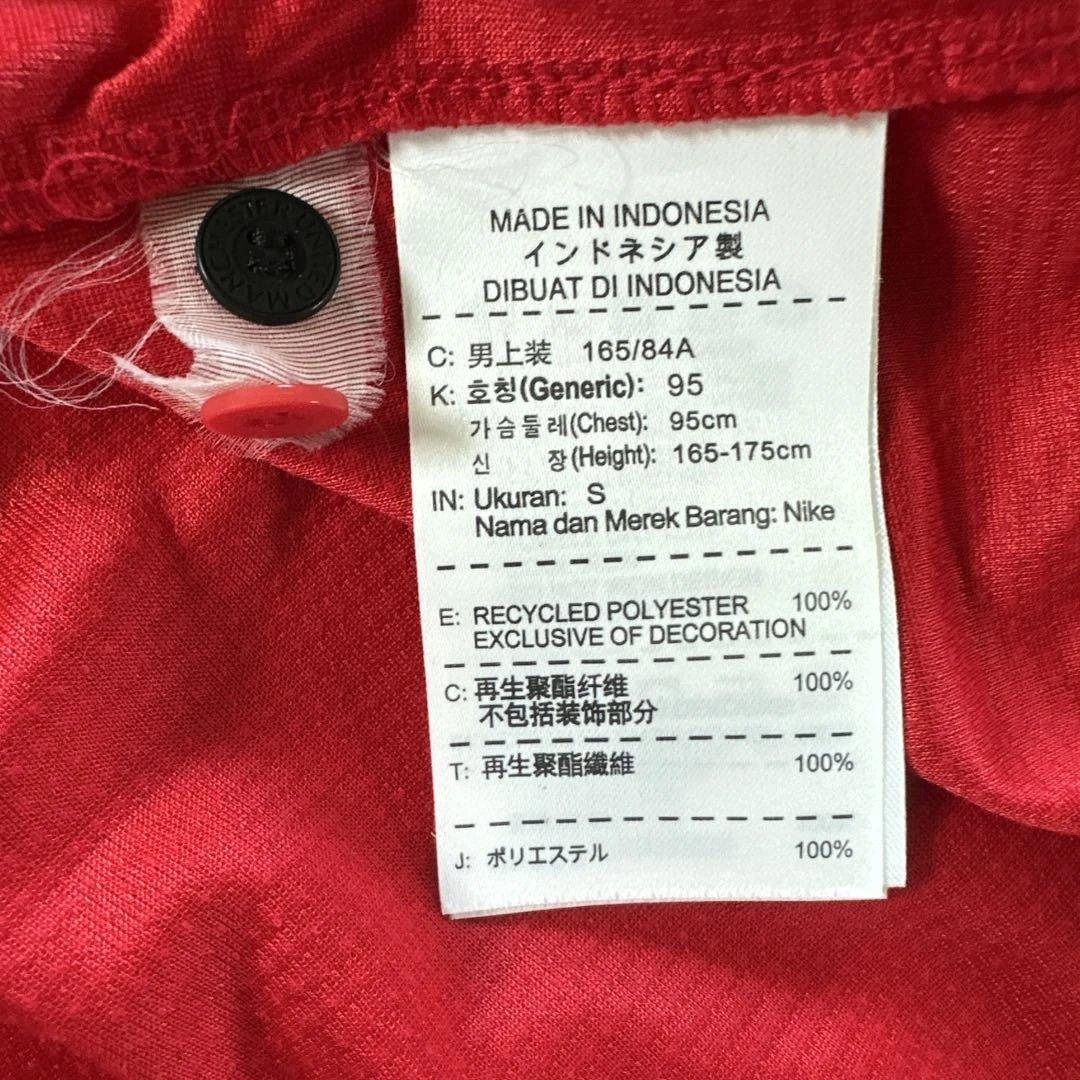 MANCHESTER UNITED
MADE IN INDONESIA
インドネシア製
DIBUAT DI INDONESIA
C: 男上装 165/84A
K: 호칭(Generic): 95
가슴둘레(Chest): 95cm
신 장(Height): 165-175cm
IN: Ukuran: S
Nama dan Merek Barang: Nike
E: RECYCLED POLYESTER 100%
EXCLUSIVE OF DECORATION
C: 再生聚酯纤维 100%
不包括装饰部分
T: 再生聚酯纖維 100%
J: ポリエステル 100%